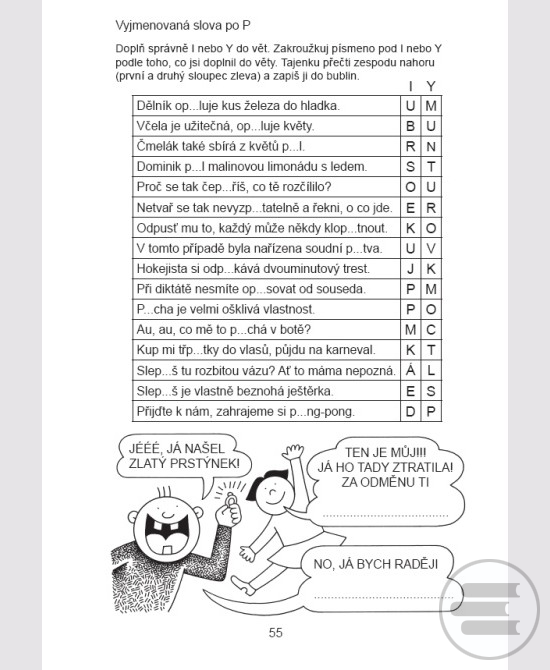 Vyjmenovaná slova po P
Doplň správně I nebo Y do vět. Zakroužkuj písmeno pod I nebo Y
podle toho, co jsi doplnil do věty. Tajenku přečti zespodu nahoru
(první a druhý sloupec zleva) a zapiš ji do bublin.
I Y
Dělník op...luje kus železa do hladka. U M
Včela je užitečná, op...luje květy. B U
Čmelák také sbírá z květů p...l. R N
Dominik p...l malinovou limonádu s ledem. S T
Proč se tak čep...říš, co tě rozčílilo? O U
Netvař se tak nevyzp...tatelně a řekni, o co jde. E R
Odpusť mu to, každý může někdy klop...tnout. K O
V tomto případě byla nařízena soudní p...tva. U V
Hokejista si odp...kává dvouminutový trest. J K
Při diktátě nesmíte op...sovat od souseda. P M
P...cha je velmi ošklivá vlastnost. P O
Au, au, co mě to p...chá v botě? M C
Kup mi třp...tky do vlasů, půjdu na karneval. K T
Slep...š tu rozbitou vázu? Ať to máma nepozná. Á L
Slep...š je vlastně beznohá ještěrka. E S
Přijďte k nám, zahrajeme si p...ng-pong. D P
JÉÉÉ, JÁ NAŠEL
ZLATÝ PRSTÝNEK!
TEN JE MŮJ!!!
JÁ HO TADY ZTRATILA!
ZA ODMĚNU TI
........................................
NO, JÁ BYCH RADĚJI
............................................
55